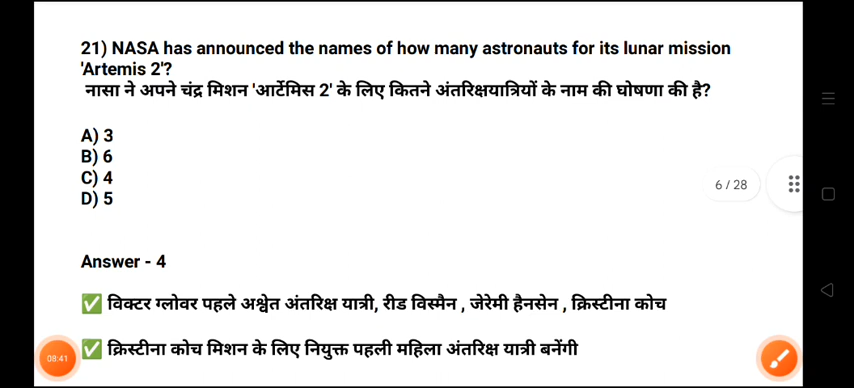 21) NASA has announced the names of how many astronauts for its lunar mission
'Artemis 2'?
नासा ने अपने चंद्र मिशन 'आर्टेमिस 2' के लिए कितने अंतरिक्षयात्रियों के नाम की घोषणा की है?
A) 3
B) 6
C) 4
D) 5
6 / 28
Answer - 4
विक्टर ग्लोवर पहले अश्वेत अंतरिक्ष यात्री, रीड विस्मैन , जेरेमी हैनसेन , क्रिस्टीना कोच
क्रिस्टीना कोच मिशन के लिए नियुक्त पहली महिला अंतरिक्ष यात्री बनेंगी
08:41